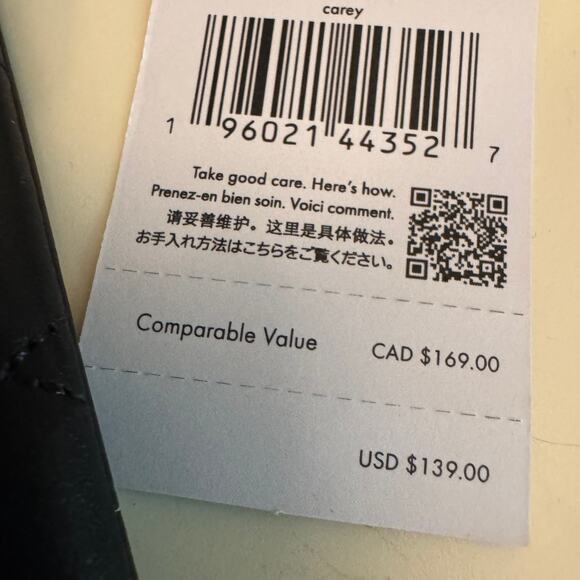 carey
1 96021 44352 7
Take good care. Here's how.
Prenez-en bien soin. Voici comment.
请妥善维护。这里是具体做法。
お手入れ方法はこちらをご覧ください。
Comparable Value CAD $169.00
USD $139.00